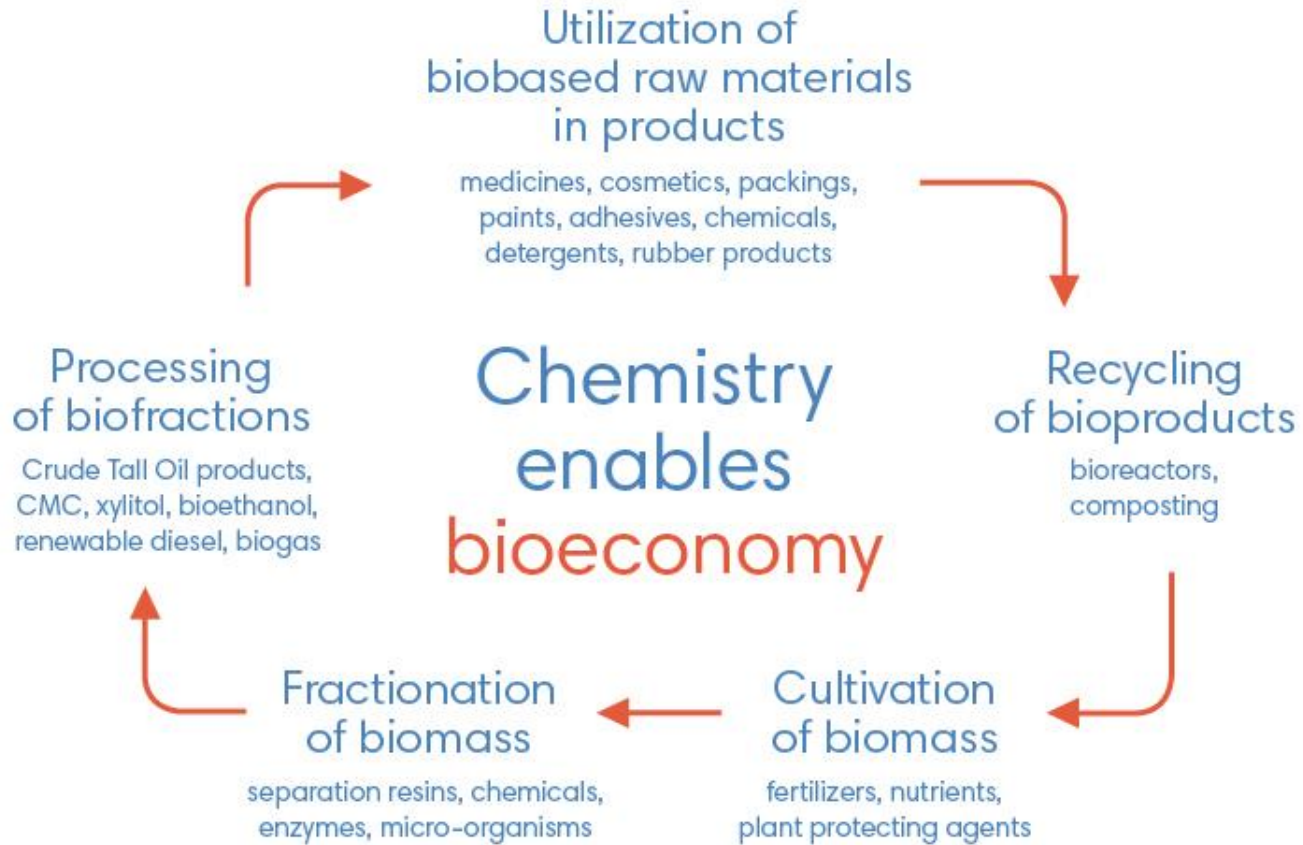 Utilization of
biobased raw materials
in products
medicines, cosmetics, packings,
paints, adhesives, chemicals,
detergents, rubber products
Processing
of biofractions
Crude Tall Oil products,
CMC, xylitol, bioethanol,
renewable diesel, biogas
Chemistry
enables
bioeconomy
Recycling
of bioproducts
bioreactors,
composting
Fractionation
of biomass
separation resins, chemicals,
enzymes, micro-organisms
Cultivation
of biomass
fertilizers, nutrients,
plant protecting agents